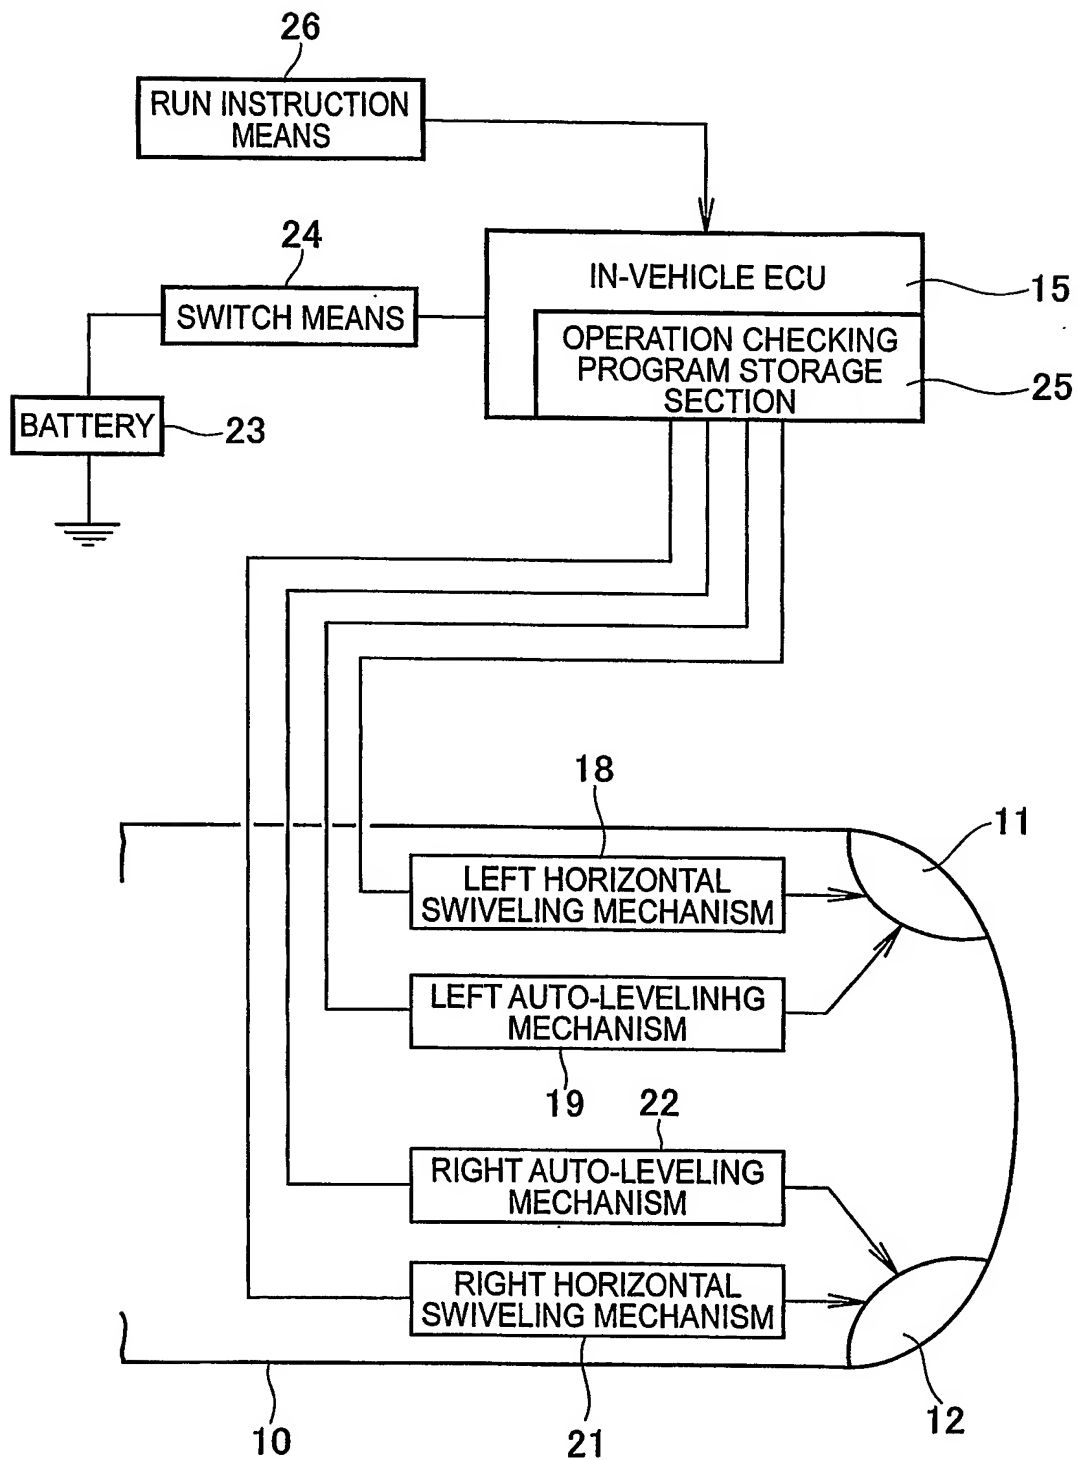 26
RUN INSTRUCTION
MEANS
24
SWITCH MEANS
IN-VEHICLE ECU
15
OPERATION CHECKING
PROGRAM STORAGE
SECTION
25
BATTERY
23
18
11
LEFT HORIZONTAL
SWIVELING MECHANISM
LEFT AUTO-LEVELINHG
MECHANISM
19
22
RIGHT AUTO-LEVELING
MECHANISM
RIGHT HORIZONTAL
SWIVELING MECHANISM
10
21
12